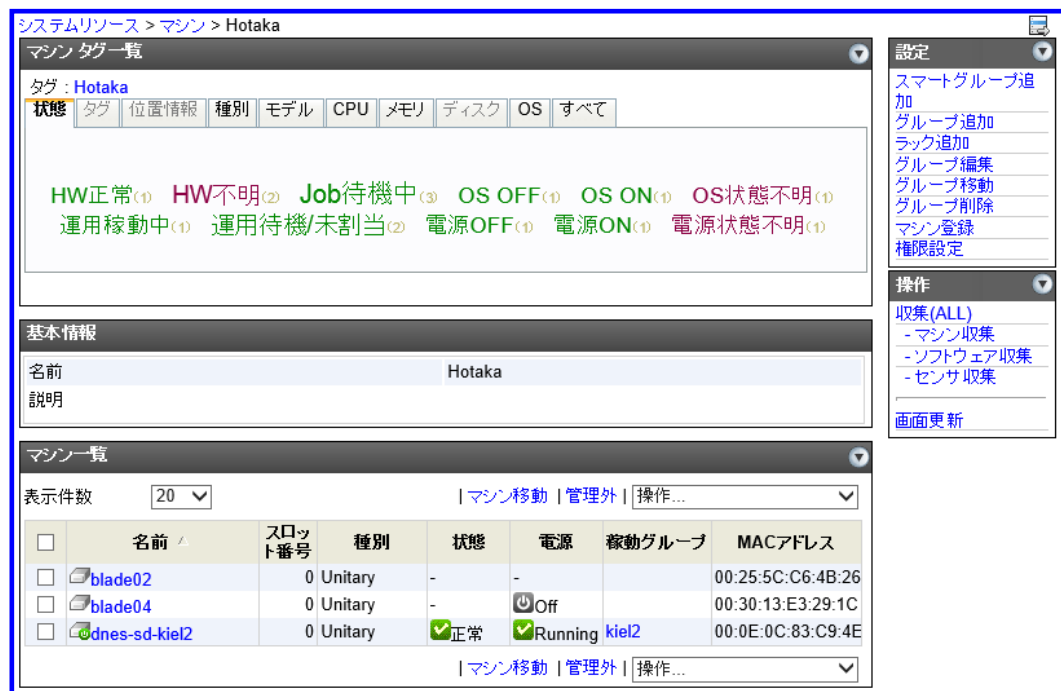 システムリソース > マシン > Hotaka
マシン タグ一覧
タグ : Hotaka
状態 タグ 位置情報 種別 モデル CPU メモリ ディスク OS すべて
HW正常(1) HW不明(2) Job待機中(3) OS OFF(1) OS ON(1) OS状態不明(1)
運用稼動中(1) 運用待機/未割当(2) 電源OFF(1) 電源ON(1) 電源状態不明(1)
基本情報
名前 Hotaka
説明
マシン一覧
表示件数 20 | マシン移動 | 管理外 | 操作...
名前 スロット番号 種別 状態 電源 稼動グループ MACアドレス
blade02 0 Unitary - - 00:25:5C:C6:4B:26
blade04 0 Unitary - Off 00:30:13:E3:29:1C
dnes-sd-kiel2 0 Unitary 正常 Running kiel2 00:0E:0C:83:C9:4E
| マシン移動 | 管理外 | 操作...
設定
スマートグループ追
加
グループ追加
ラック追加
グループ編集
グループ移動
グループ削除
マシン登録
権限設定
操作
収集(ALL)
- マシン収集
- ソフトウェア収集
- センサ収集
画面更新